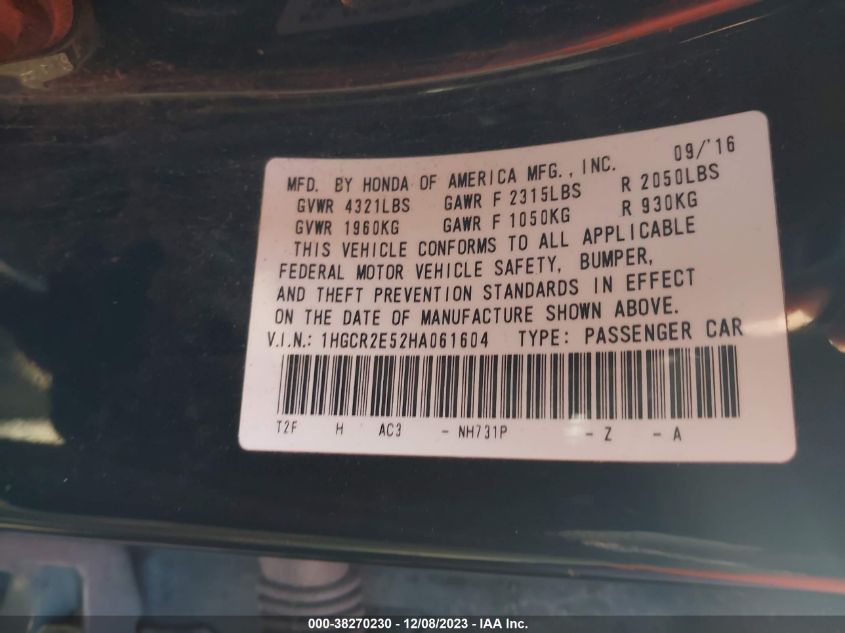 09/'16
MFD. BY HONDA OF AMERICA MFG., INC.
GVWR 4321LBS GAWR F 2315LBS R 2050LBS
GVWR 1960KG GAWR F 1050KG R 930KG
THIS VEHICLE CONFORMS TO ALL APPLICABLE
FEDERAL MOTOR VEHICLE SAFETY, BUMPER,
AND THEFT PREVENTION STANDARDS IN EFFECT
ON THE DATE OF MANUFACTURE SHOWN ABOVE.
V.I.N.: 1HGCR2E52HA061604 TYPE: PASSENGER CAR
T2F H AC3 - NH731P - Z - A
000-38270230 - 12/08/2023 - IAA Inc.